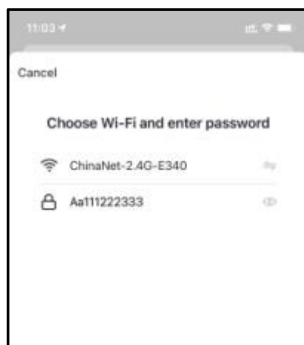 11:03
Cancel
Choose Wi-Fi and enter password
ChinaNet-2.4G-E340
Aa111222333